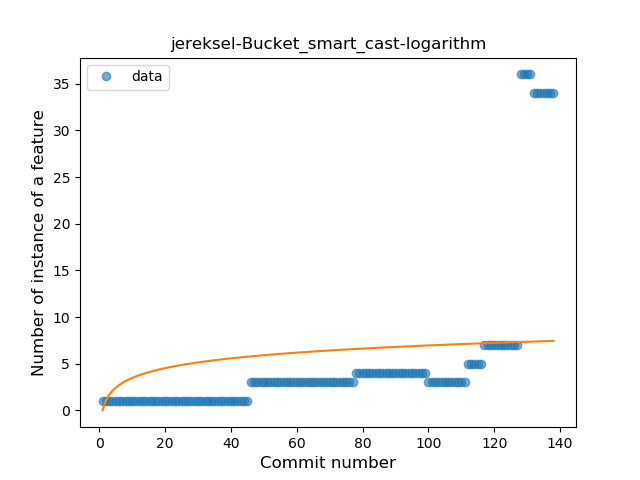 jereksel-Bucket_smart_cast-logarithm
data
Number of instance of a feature
35
30
25
20
15
10
5
0
0 20 40 60 80 100 120 140
Commit number